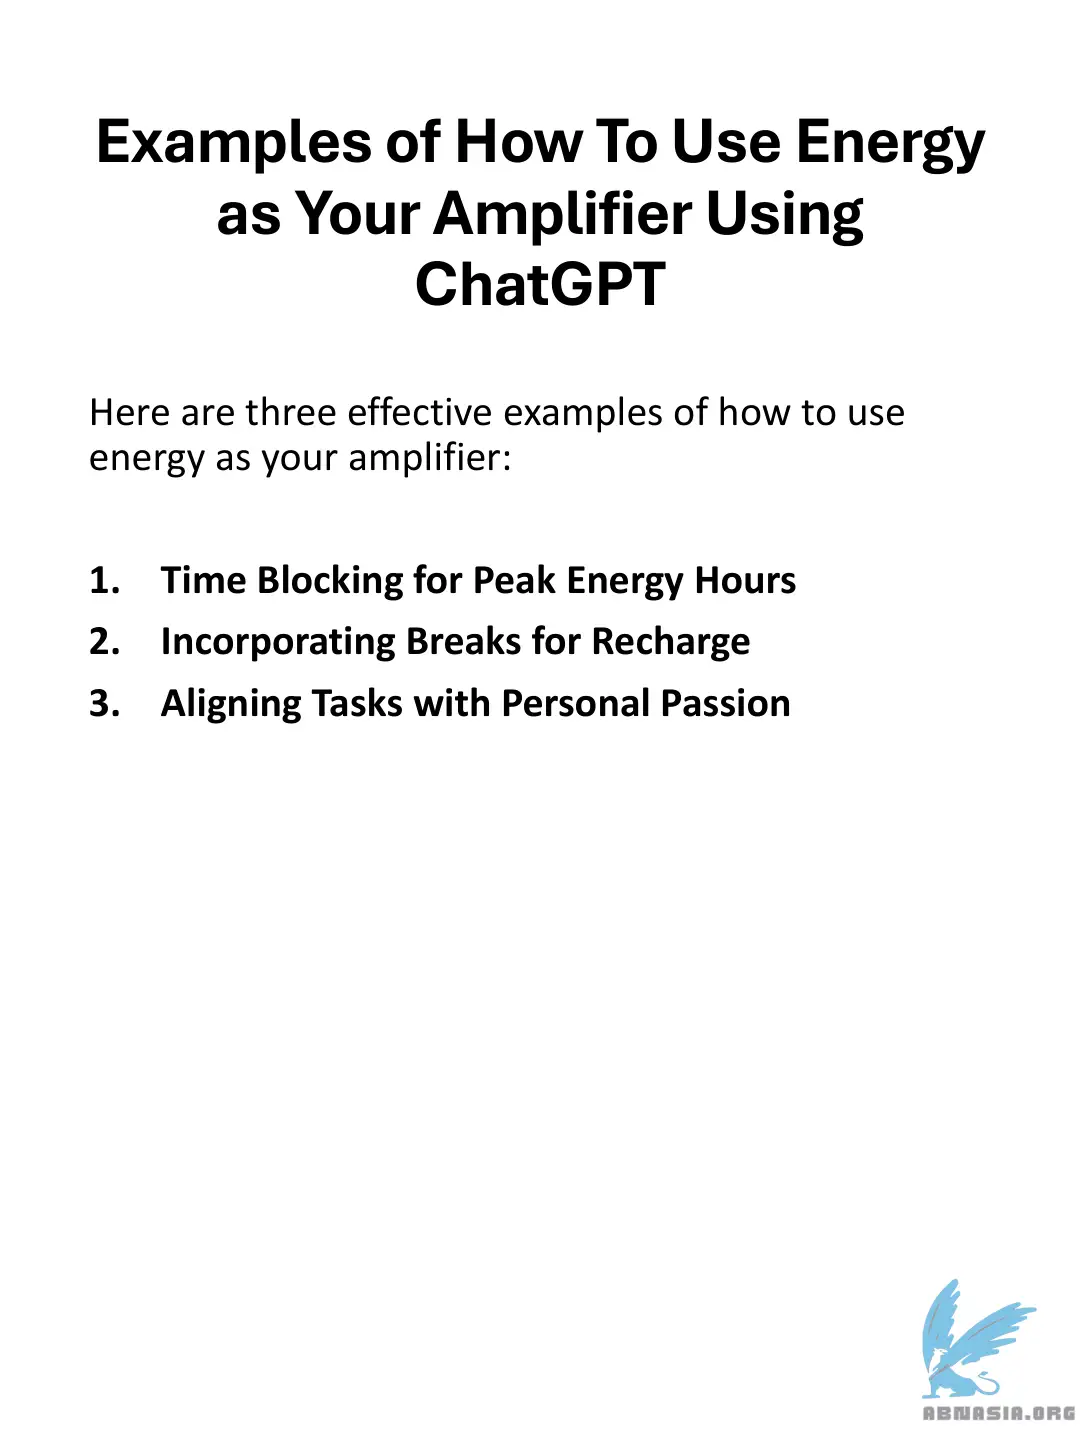 Examples of How To Use Energy
as Your Amplifier Using
ChatGPT
Here are three effective examples of how to use
energy as your amplifier:
1. Time Blocking for Peak Energy Hours
2. Incorporating Breaks for Recharge
3. Aligning Tasks with Personal Passion
ABNASIA.ORG